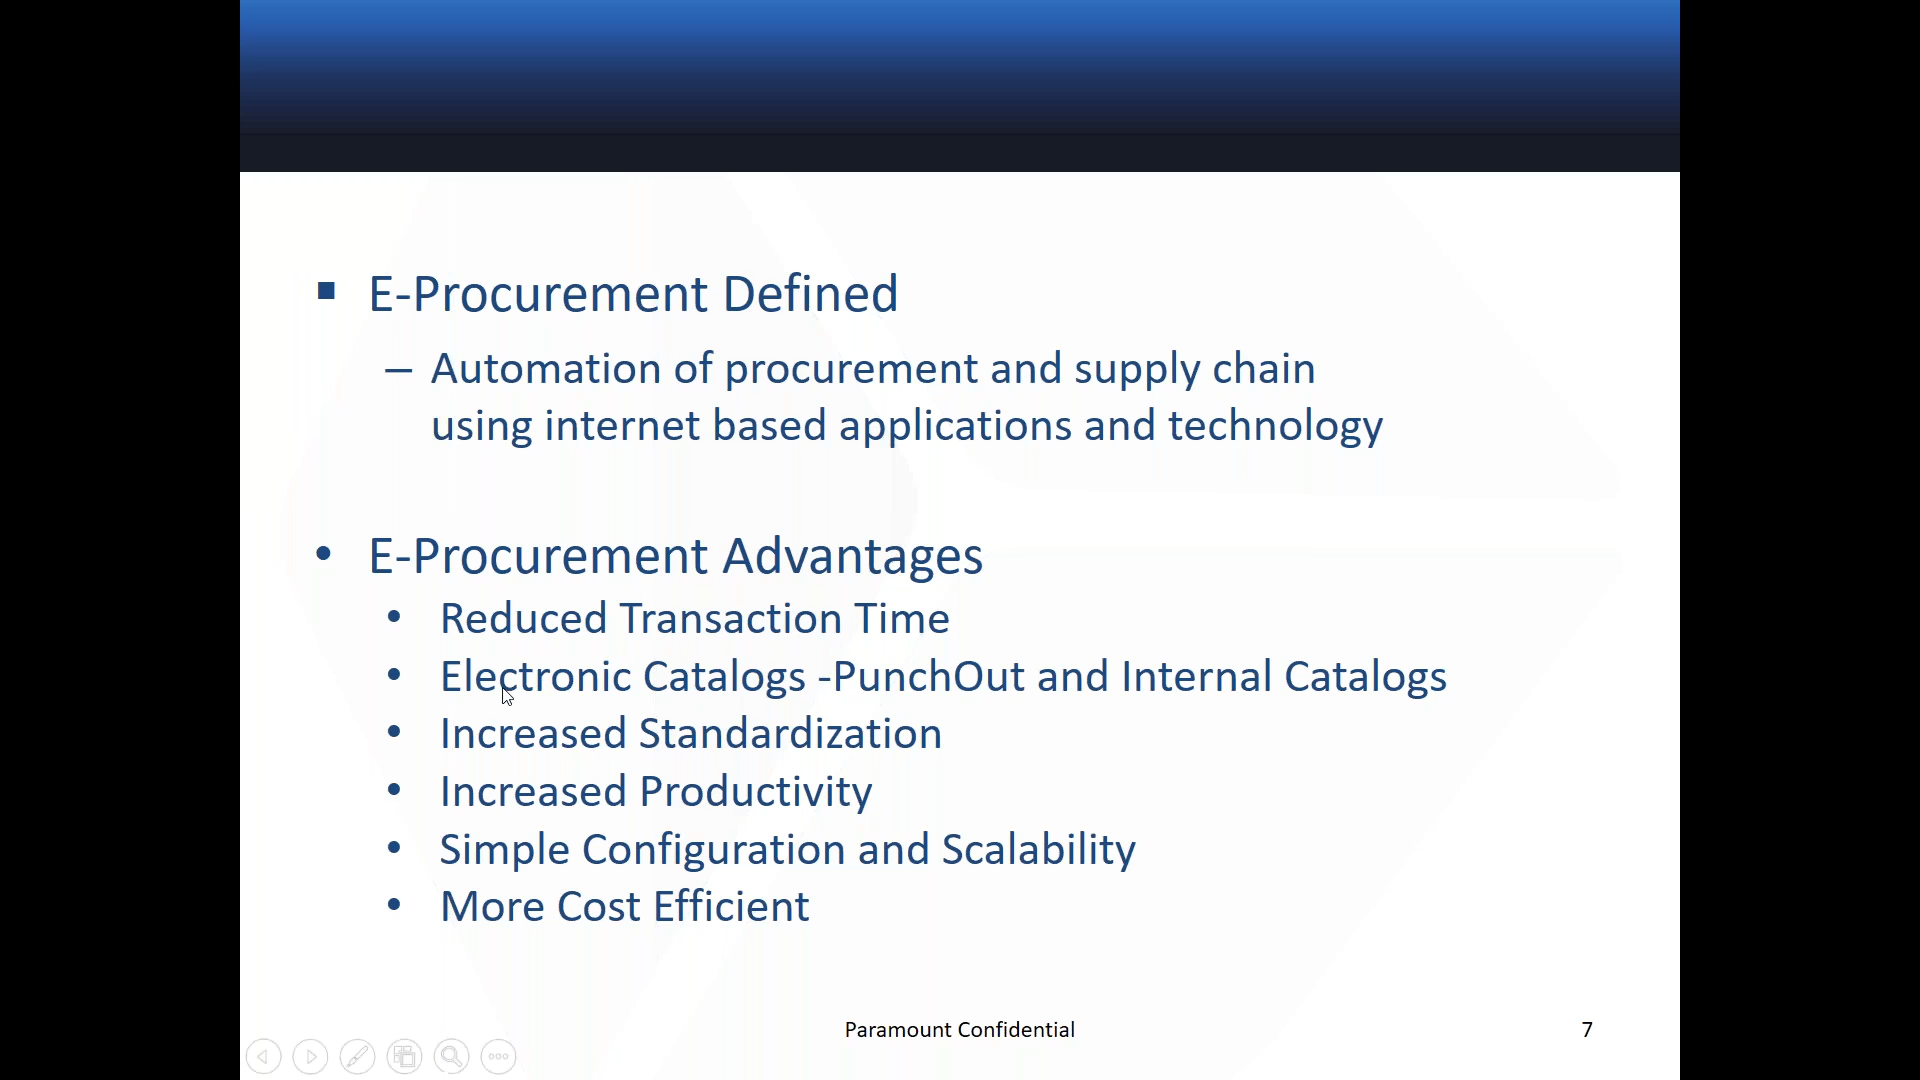 ■ E-Procurement Defined
– Automation of procurement and supply chain
using internet based applications and technology
• E-Procurement Advantages
• Reduced Transaction Time
• Electronic Catalogs -PunchOut and Internal Catalogs
• Increased Standardization
• Increased Productivity
• Simple Configuration and Scalability
• More Cost Efficient
Paramount Confidential
7